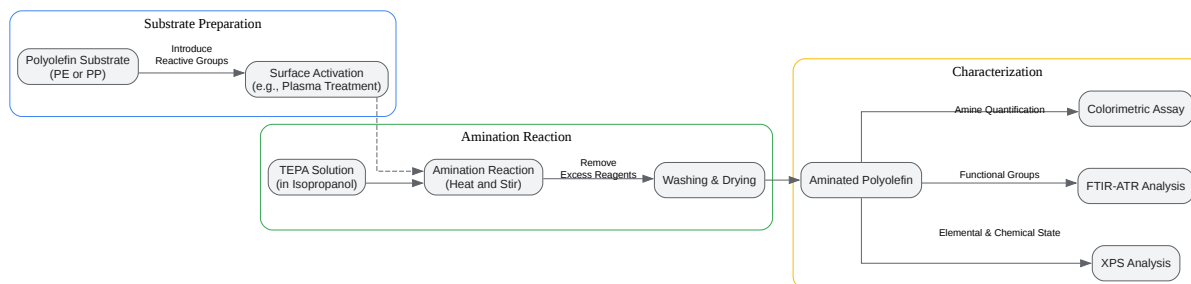 Substrate Preparation
Polyolefin Substrate
(PE or PP)
Introduce
Reactive Groups
Surface Activation
(e.g., Plasma Treatment)
Amination Reaction
TEPA Solution
(in Isopropanol)
Amination Reaction
(Heat and Stir)
Remove
Excess Reagents
Washing & Drying
Characterization
Aminated Polyolefin
Amine Quantification
Colorimetric Assay
Functional Groups
FTIR-ATR Analysis
Elemental & Chemical State
XPS Analysis